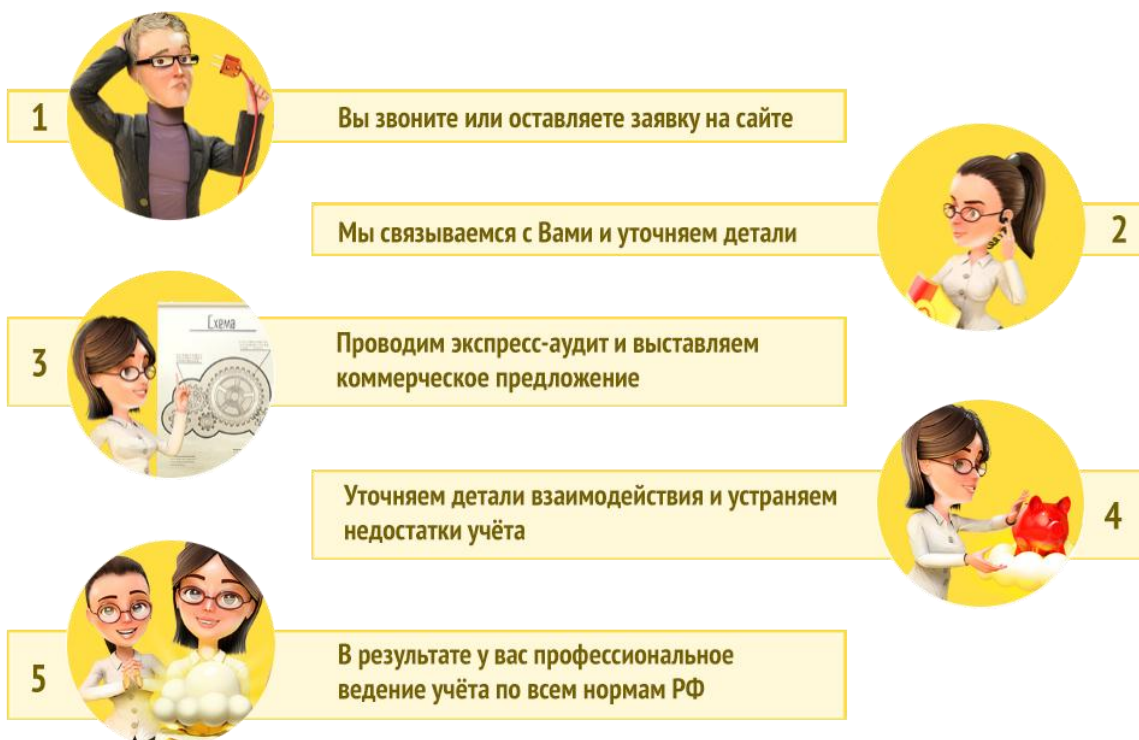 1
Вы звоните или оставляете заявку на сайте
Мы связываемся с Вами и уточняем детали
2
Схема
3
Проводим экспресс-аудит и выставляем
коммерческое предложение
Уточняем детали взаимодействия и устраняем
недостатки учёта
4
5
В результате у вас профессиональное
ведение учёта по всем нормам РФ